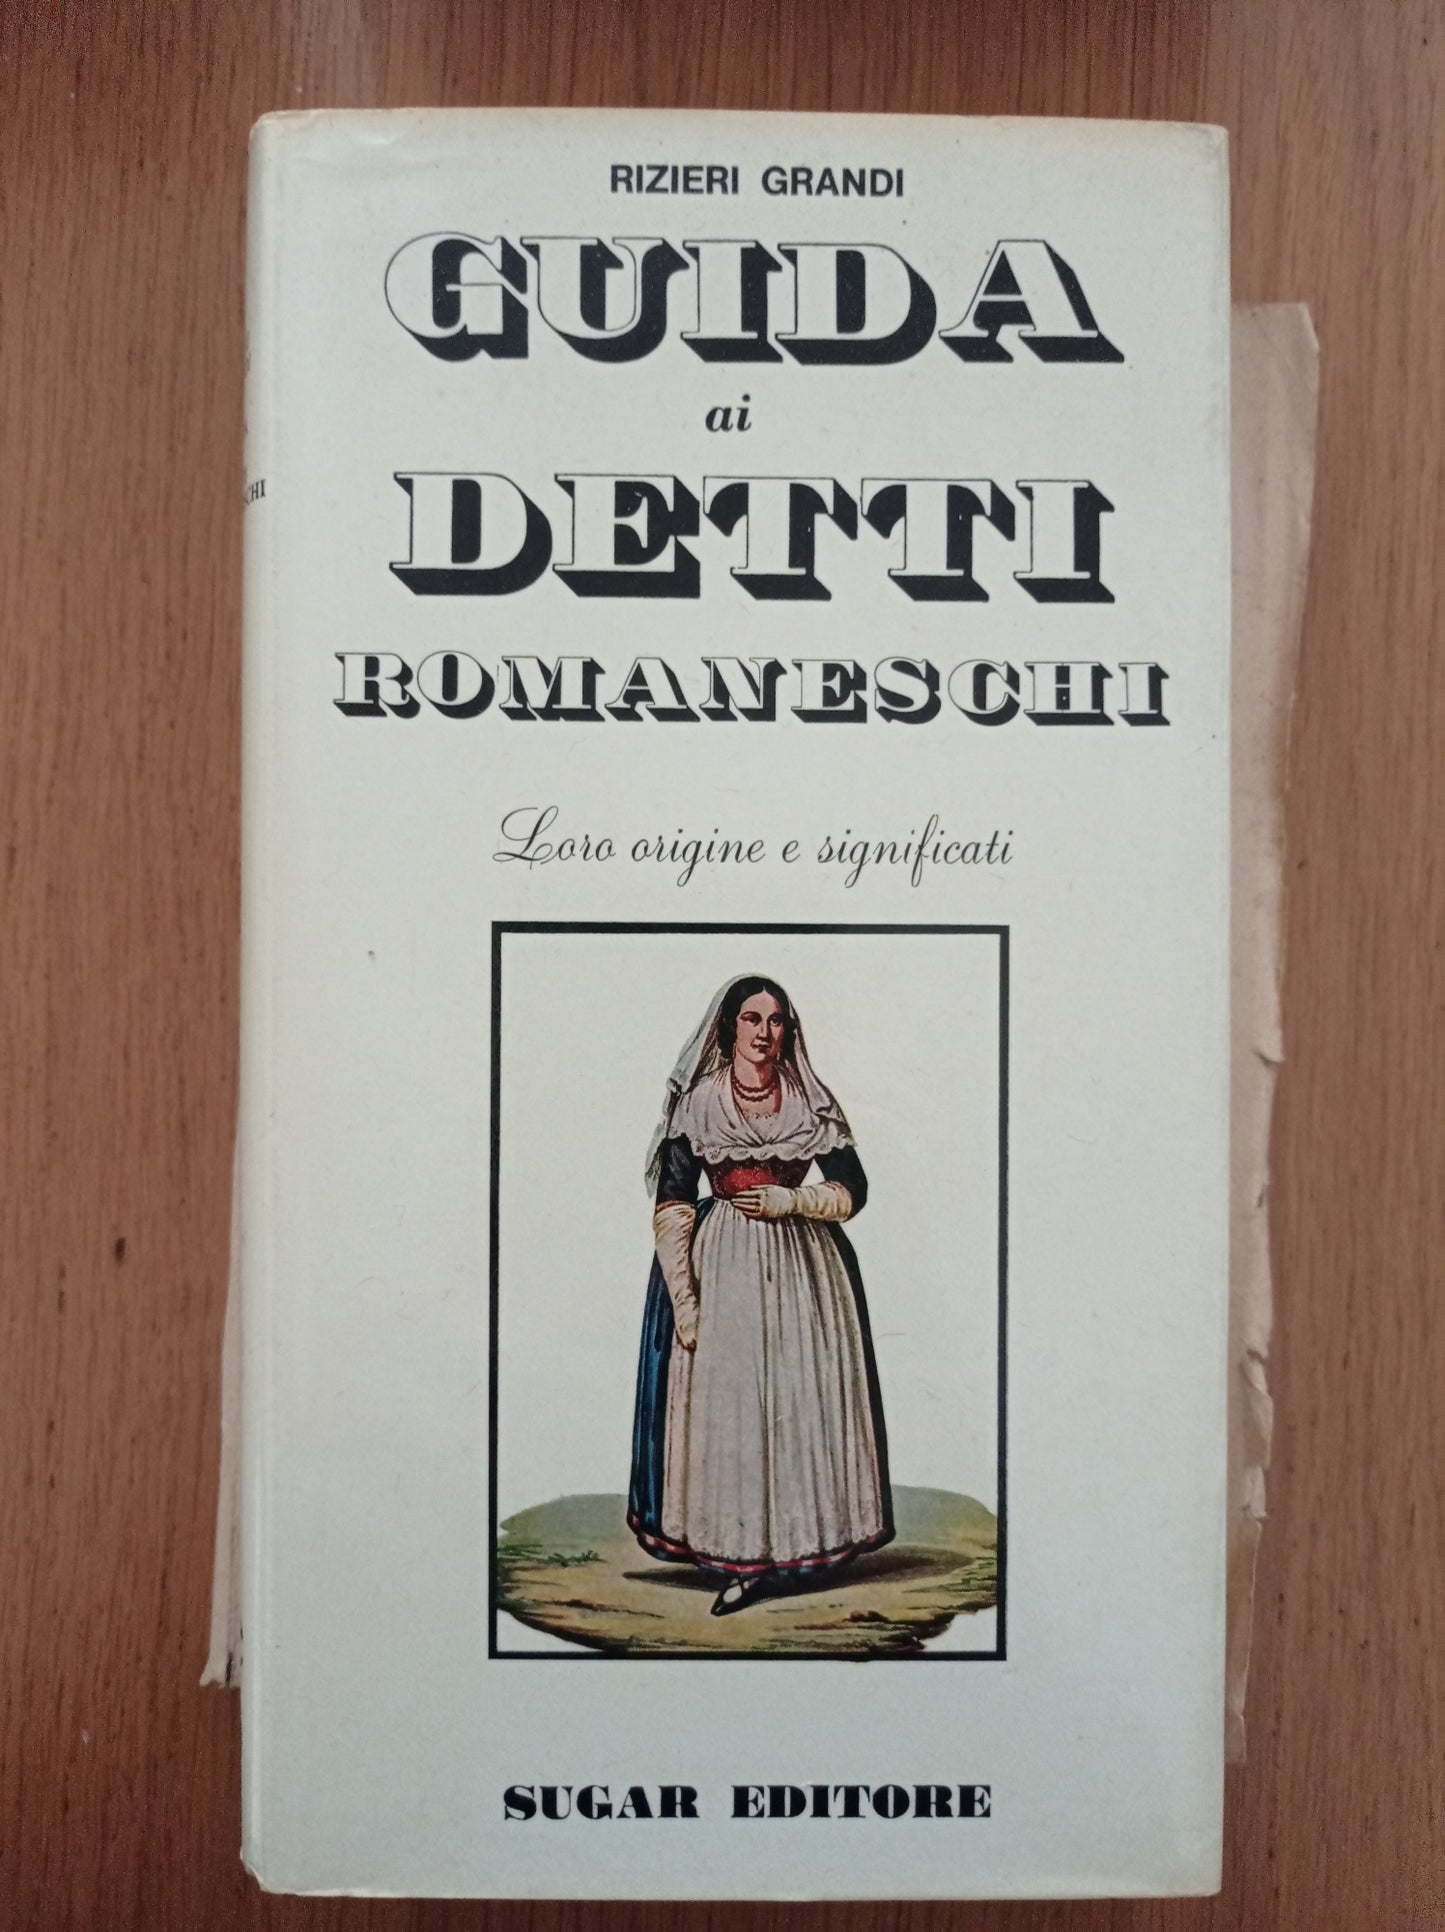 RIZIERI GRANDI
GUIDA
ai
DETTI
ROMANESCHI
Loro origine e significati
SUGAR EDITORE